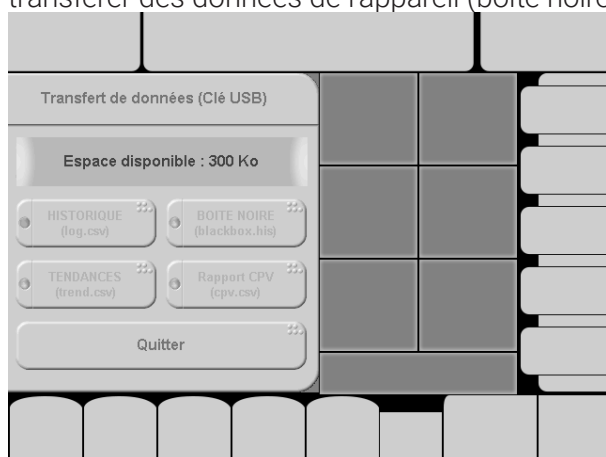 transférer des données de l'appareil (boîte noire
Transfert de données (Clé USB)
Espace disponible : 300 Ko
HISTORIQUE
(log.csv)
BOITE NOIRE
(blackbox.his)
TENDANCES
(trend.csv)
Rapport CPV
(cpv.csv)
Quitter